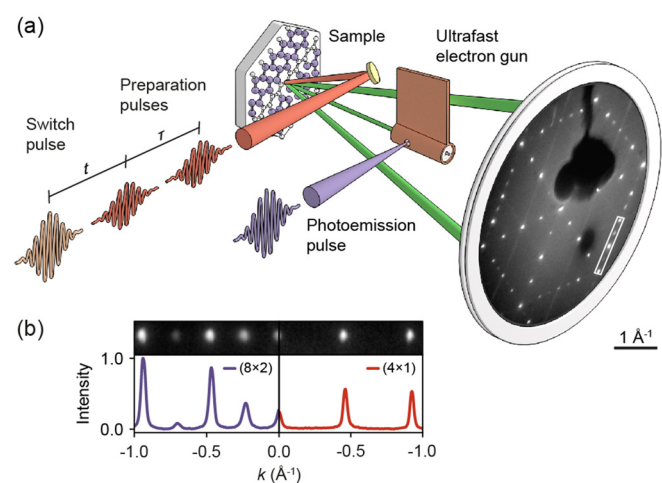 (a)
Sample
Ultrafast
electron gun
Preparation
pulses
Switch
pulse
τ
t
Photoemission
pulse
1 Å⁻¹
(b)
1.0
(8×2)
(4×1)
Intensity
0.0
-1.0
-0.5
0.0
-0.5
-1.0
k (Å⁻¹)